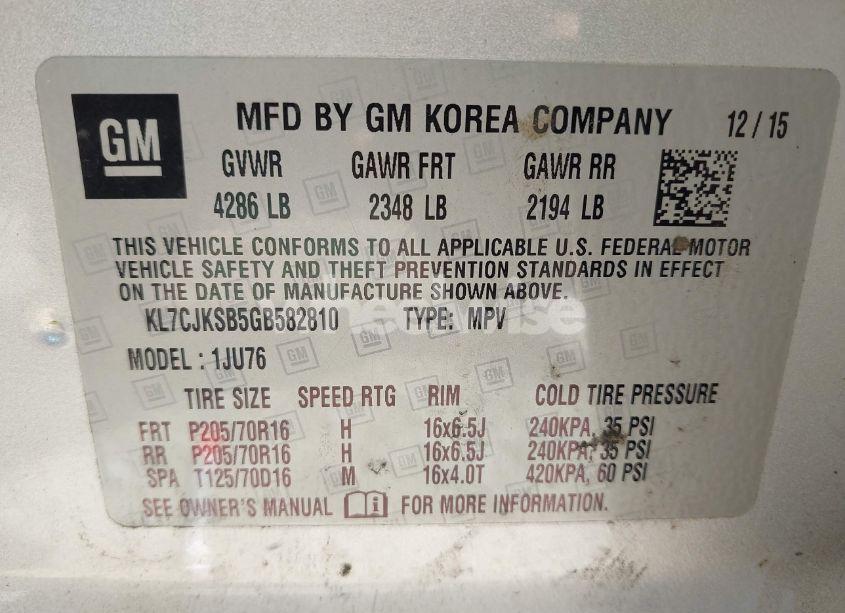 GM
MFD BY GM KOREA COMPANY 12/15
GVWR GAWR FRT GAWR RR
4286 LB 2348 LB 2194 LB
THIS VEHICLE CONFORMS TO ALL APPLICABLE U.S. FEDERAL MOTOR
VEHICLE SAFETY AND THEFT PREVENTION STANDARDS IN EFFECT
ON THE DATE OF MANUFACTURE SHOWN ABOVE.
KL7CJKSB5GB582810 TYPE: MPV
MODEL: 1JU76
TIRE SIZE SPEED RTG RIM COLD TIRE PRESSURE
FRT P205/70R16 H 16x6.5J 240KPA, 35 PSI
RR P205/70R16 H 16x6.5J 240KPA, 35 PSI
SPA T125/70D16 M 16x4.0T 420KPA, 60 PSI
SEE OWNER'S MANUAL FOR MORE INFORMATION.